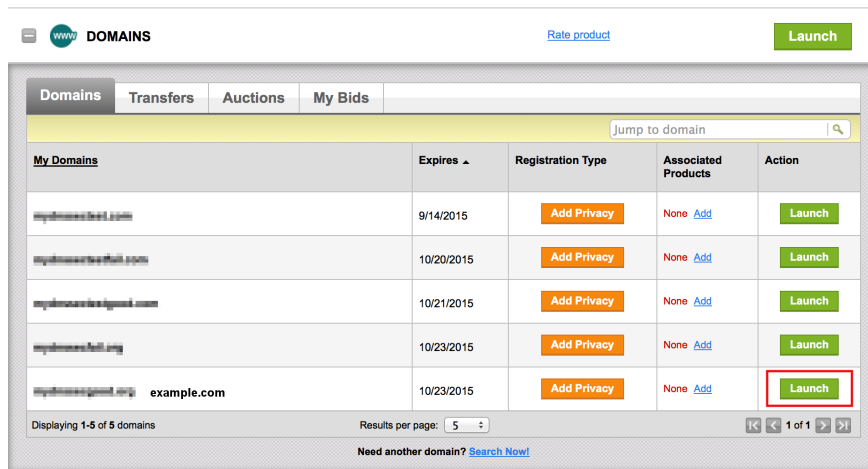 www DOMAINS Rate product Launch
Domains Transfers Auctions My Bids
Jump to domain
My Domains Expires Registration Type Associated Products Action
9/14/2015 Add Privacy None Add Launch
10/20/2015 Add Privacy None Add Launch
10/21/2015 Add Privacy None Add Launch
10/23/2015 Add Privacy None Add Launch
example.com 10/23/2015 Add Privacy None Add Launch
Displaying 1-5 of 5 domains Results per page: 5 1 of 1
Need another domain? Search Now!